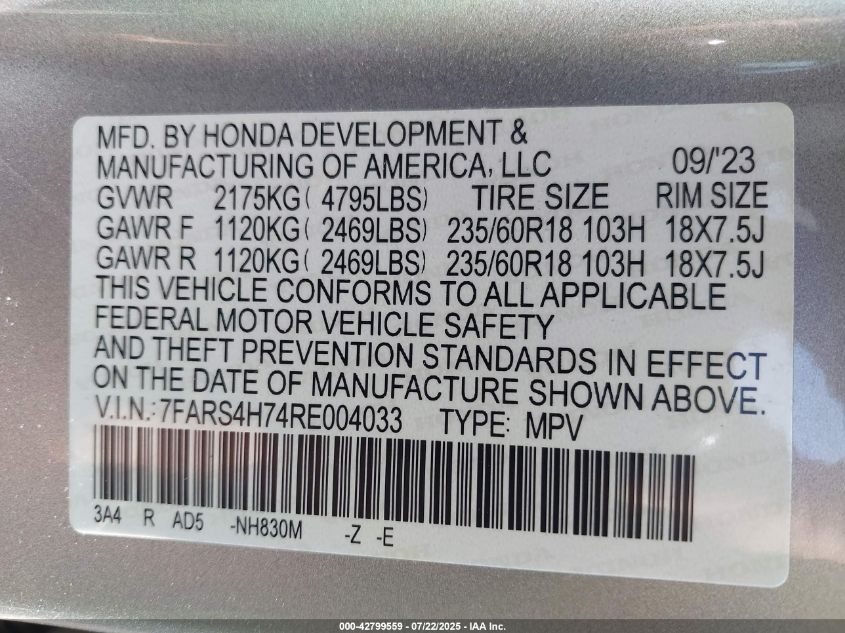 MFD. BY HONDA DEVELOPMENT &
MANUFACTURING OF AMERICA, LLC 09/'23
GVWR 2175KG( 4795LBS) TIRE SIZE RIM SIZE
GAWR F 1120KG( 2469LBS) 235/60R18 103H 18X7.5J
GAWR R 1120KG( 2469LBS) 235/60R18 103H 18X7.5J
THIS VEHICLE CONFORMS TO ALL APPLICABLE
FEDERAL MOTOR VEHICLE SAFETY
AND THEFT PREVENTION STANDARDS IN EFFECT
ON THE DATE OF MANUFACTURE SHOWN ABOVE.
V.I.N.: 7FARS4H74RE004033 TYPE: MPV
3A4 R AD5 -NH830M -Z -E
000-42799559 - 07/22/2025 - IAA Inc.